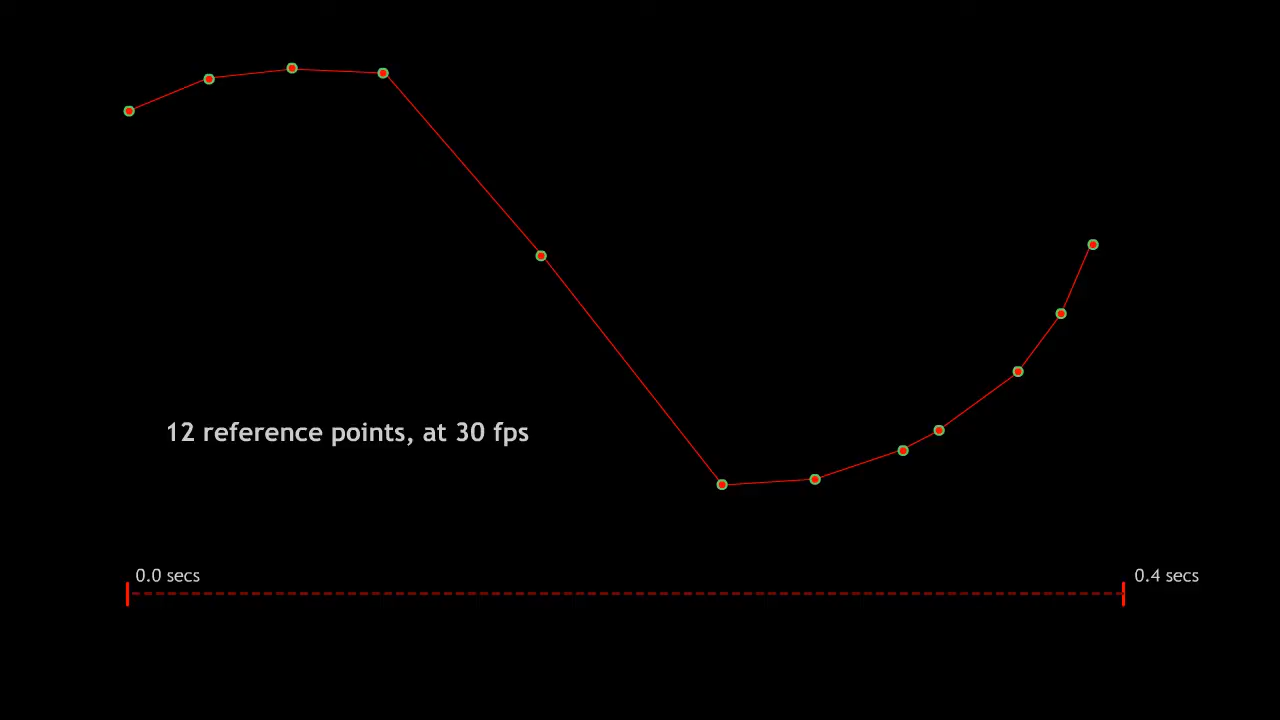 12 reference points, at 30 fps
0.0 secs
0.4 secs